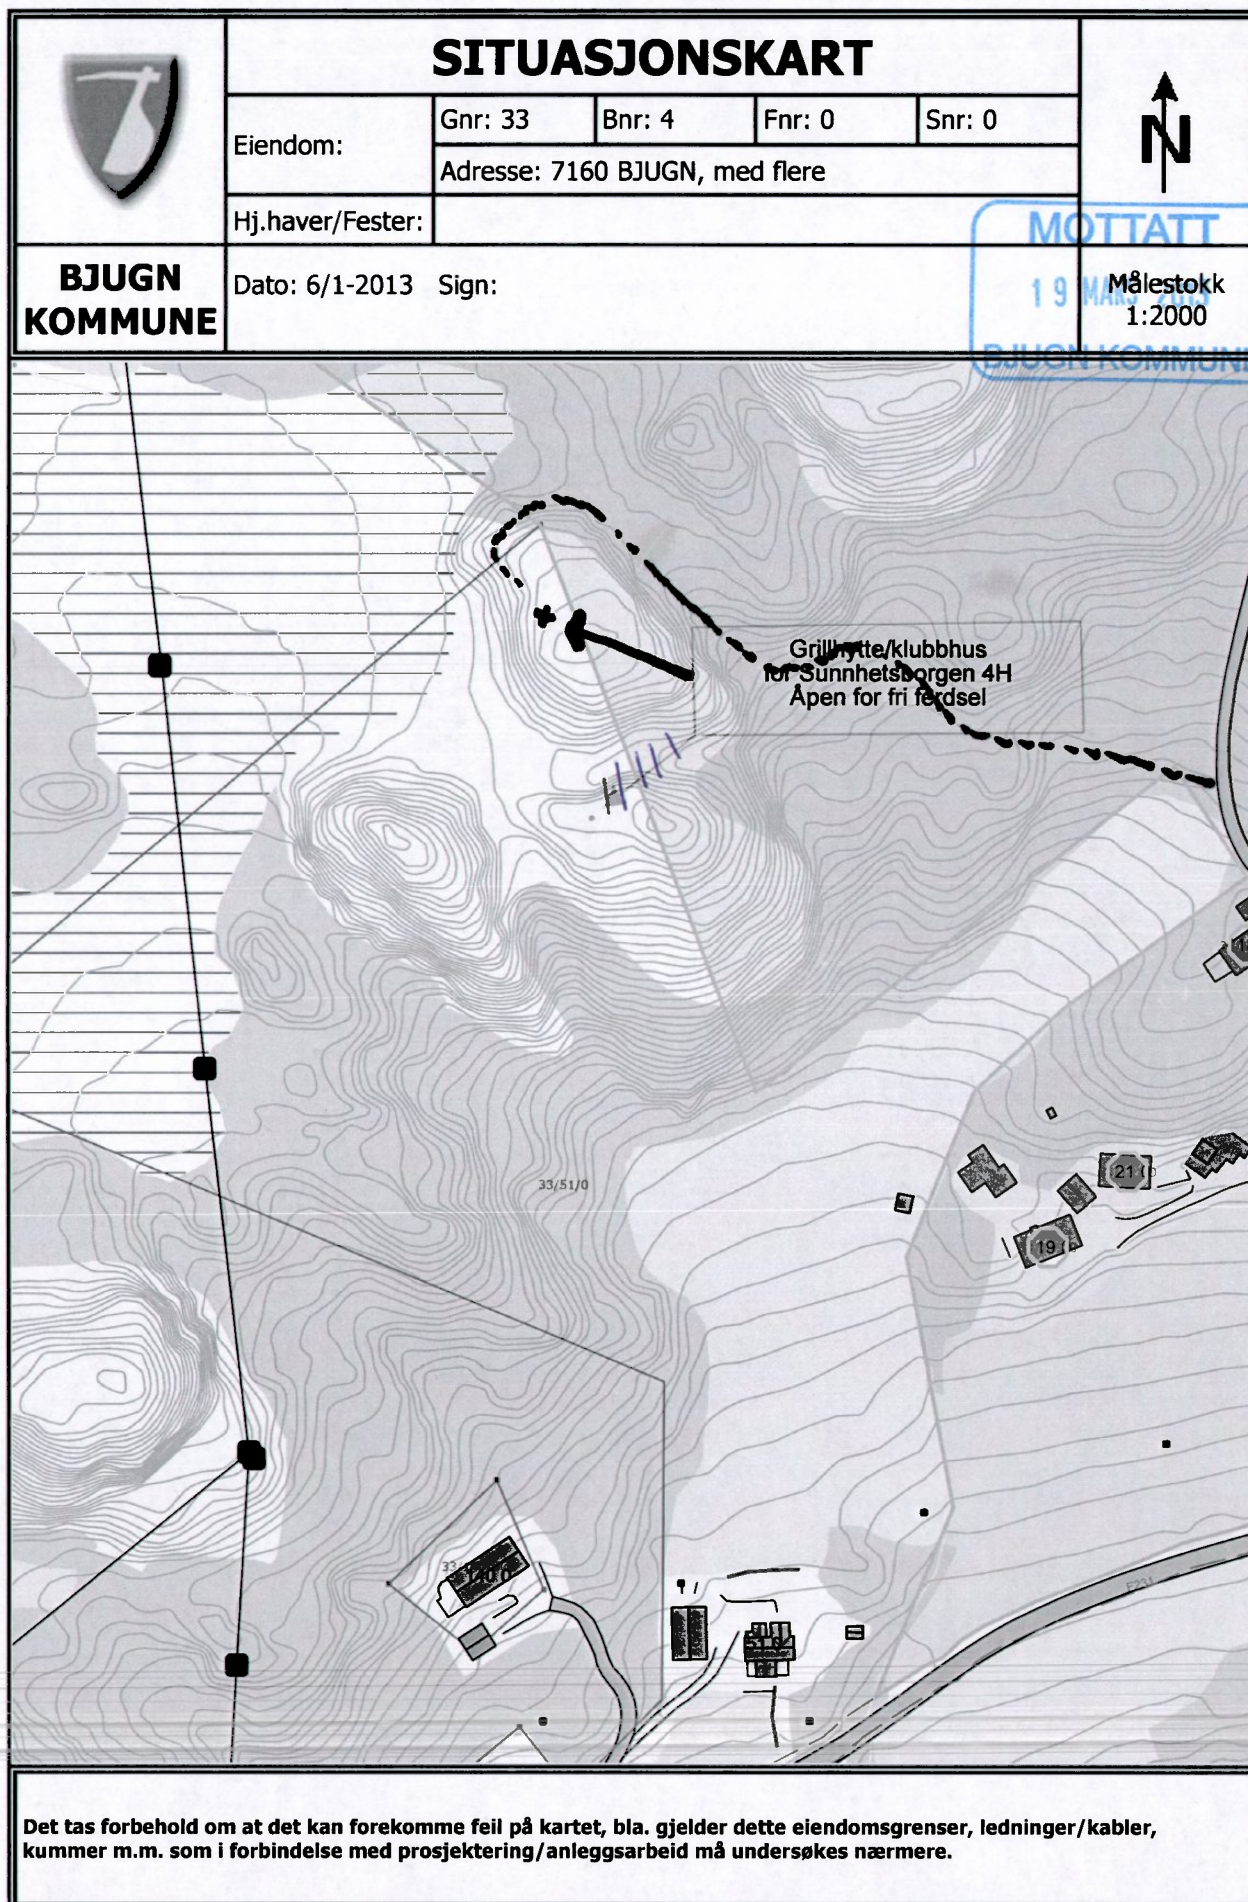 SITUASJONSKART
Eiendom:
Gnr: 33
Bnr: 4
Fnr: 0
Snr: 0
Adresse: 7160 BJUGN, med flere
Hj.haver/Fester:
N
BJUGN
KOMMUNE
Dato: 6/1-2013 Sign:
MOTTATT
19 MARS 2013
BJUGN KOMMUNE
Målestokk
1:2000
Grillhytte/klubbhus
for Sunnhetsborgen 4H
Åpen for fri ferdsel
33/51/0
21
19
F231
Det tas forbehold om at det kan forekomme feil på kartet, bla. gjelder dette eiendomsgrenser, ledninger/kabler,
kummer m.m. som i forbindelse med prosjektering/anleggsarbeid må undersøkes nærmere.